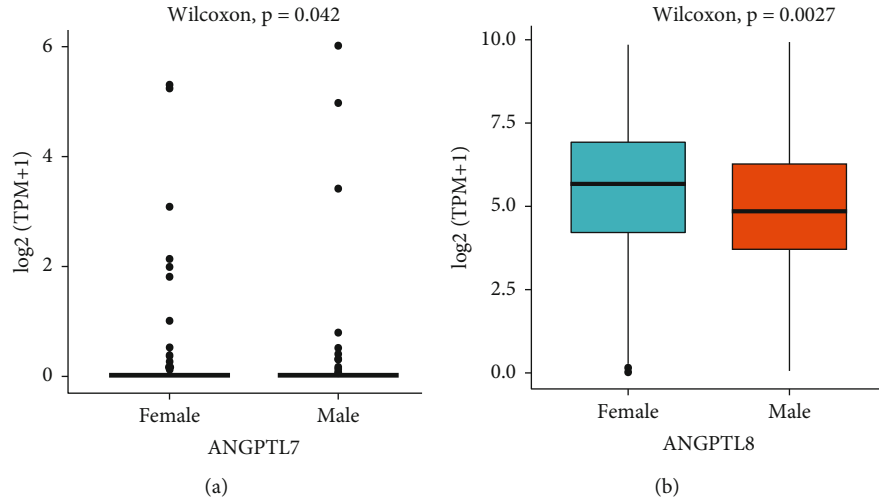 Wilcoxon, p = 0.042
6
4
2
0
log2 (TPM+1)
Female
Male
ANGPTL7
(a)
Wilcoxon, p = 0.0027
10.0
7.5
5.0
2.5
0.0
log2 (TPM+1)
Female
Male
ANGPTL8
(b)